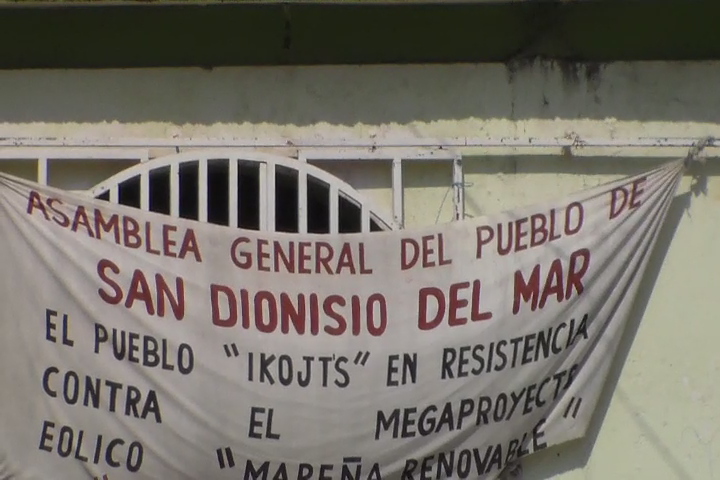 ASAMBLEA GENERAL DEL PUEBLO DE
SAN DIONISIO DEL MAR
EL PUEBLO "IKOJTS" EN RESISTENCIA
CONTRA EL MEGAPROYECTO
EOLICO "MAREÑA RENOVABLE"